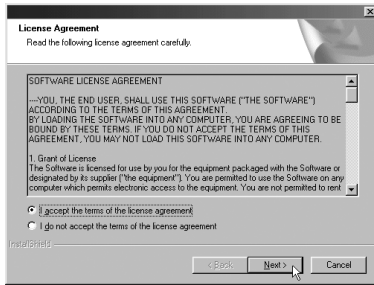 License Agreement
Read the following license agreement carefully.
SOFTWARE LICENSE AGREEMENT
----YOU, THE END USER, SHALL USE THIS SOFTWARE ("THE SOFTWARE")
ACCORDING TO THE TERMS OF THIS AGREEMENT.
BY LOADING THE SOFTWARE INTO ANY COMPUTER, YOU ARE AGREEING TO BE
BOUND BY THESE TERMS. IF YOU DO NOT ACCEPT THE TERMS OF THIS
AGREEMENT, YOU MAY NOT LOAD THIS SOFTWARE INTO ANY COMPUTER.
1. Grant of License
The Software is licensed for use by you for the equipment packaged with the Software or
designated by its supplier ("the equipment"). You are permitted to use the Software on any
computer which permits electronic access to the equipment. You are not permitted to rent
I accept the terms of the license agreement
I do not accept the terms of the license agreement
InstallShield
< Back Next > Cancel